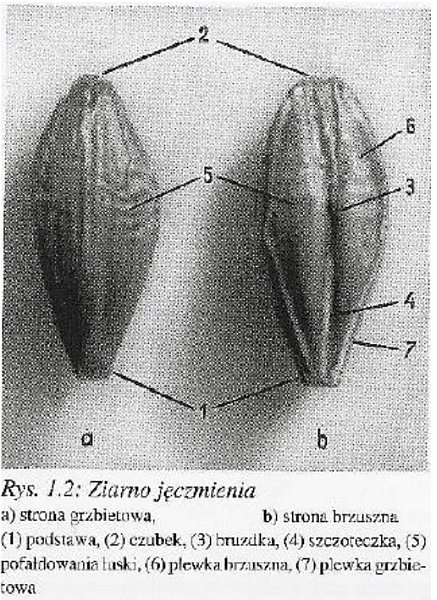 2
6
5
3
4
7
1
a b
Rys. 1.2: Ziarno jęczmienia
a) strona grzbietowa, b) strona brzuszna
(1) podstawa, (2) czubek, (3) bruzdka, (4) szczoteczka, (5)
pofałdowania łuski, (6) plewka brzuszna, (7) plewka grzbie-
towa